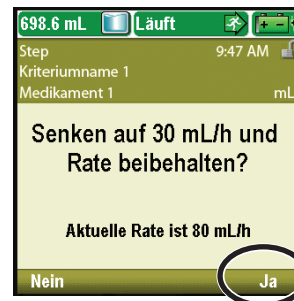 698.6 mL Läuft
Step 9:47 AM
Kriteriumname 1
Medikament 1 mL
Senken auf 30 mL/h und
Rate beibehalten?
Aktuelle Rate ist 80 mL/h
Nein Ja